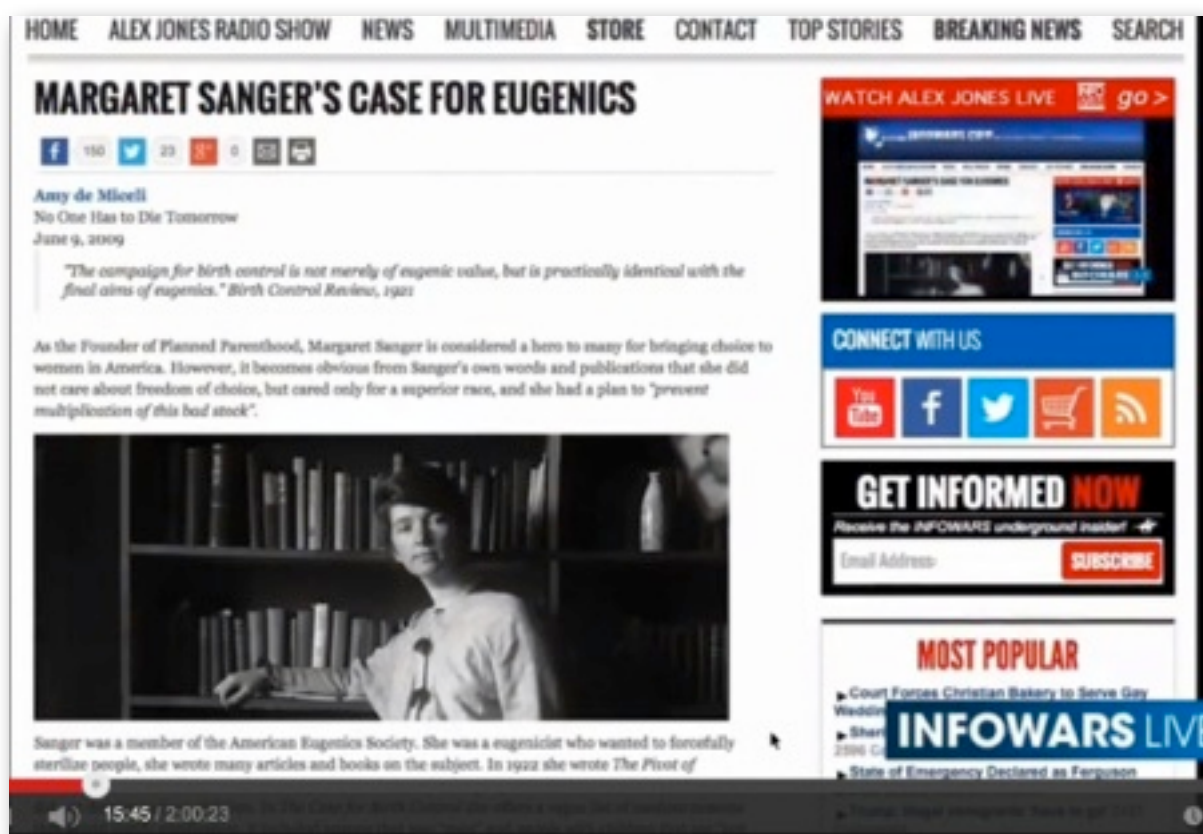 HOME ALEX JONES RADIO SHOW NEWS MULTIMEDIA STORE CONTACT TOP STORIES BREAKING NEWS SEARCH
MARGARET SANGER'S CASE FOR EUGENICS
150 23 0
Amy de Miceli
No One Has to Die Tomorrow
June 9, 2009
"The campaign for birth control is not merely of eugenic value, but is practically identical with the
final aims of eugenics." Birth Control Review, 1921
As the Founder of Planned Parenthood, Margaret Sanger is considered a hero to many for bringing choice to
women in America. However, it becomes obvious from Sanger's own words and publications that she did
not care about freedom of choice, but cared only for a superior race, and she had a plan to "prevent
multiplication of this bad stock".
Sanger was a member of the American Eugenics Society. She was a eugenicist who wanted to forcefully
sterilize people, she wrote many articles and books on the subject. In 1922 she wrote The Pivot of
WATCH ALEX JONES LIVE go >
INFOWARS.COM
MARGARET SANGER'S CASE FOR EUGENICS
CONNECT WITH US
You Tube
GET INFORMED NOW
Receive the INFOWARS underground insider!
Email Address SUBSCRIBE
MOST POPULAR
Court Forces Christian Bakery to Serve Gay
State of Emergency Declared as Ferguson
INFOWARS LIVE
15:45 / 2:00:23